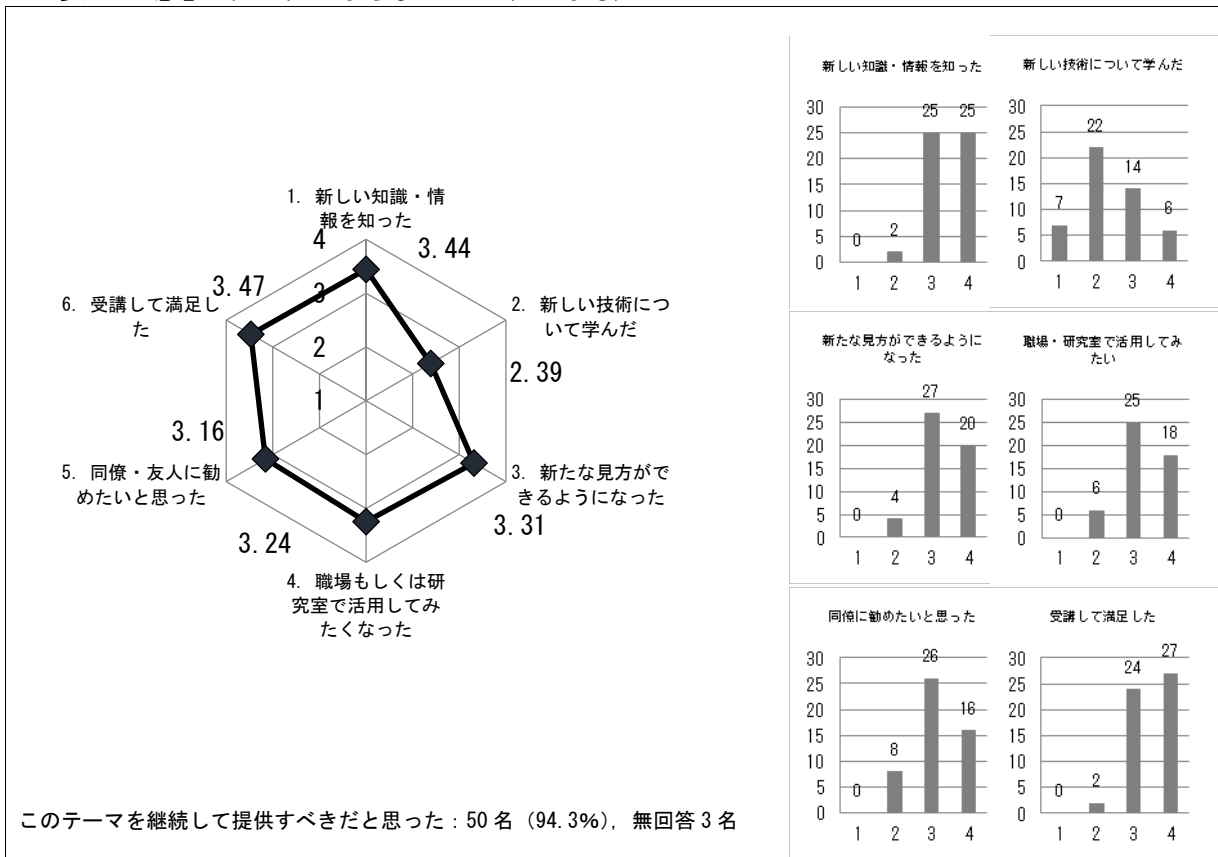 1. 新しい知識・情
報を知った
4
3.44
3.47
3
6. 受講して満足し
た
2. 新しい技術につ
いて学んだ
2
2.39
1
3.16
5. 同僚・友人に勧
めたいと思った
3. 新たな見方がで
きるようになった
3.31
3.24
4. 職場もしくは研
究室で活用してみ
たくなった
新しい知識・情報を知った
30
25
20
15
10
5
0
0
2
25
25
1 2 3 4
新しい技術について学んだ
30
25
20
15
10
5
0
7
22
14
6
1 2 3 4
新たな見方ができるように
なった
30
25
20
15
10
5
0
0
4
27
20
1 2 3 4
職場・研究室で活用してみ
たい
30
25
20
15
10
5
0
0
6
25
18
1 2 3 4
同僚に勧めたいと思った
30
25
20
15
10
5
0
0
8
26
16
1 2 3 4
受講して満足した
30
25
20
15
10
5
0
0
2
24
27
1 2 3 4
このテーマを継続して提供すべきだと思った：50 名（94.3%），無回答 3 名